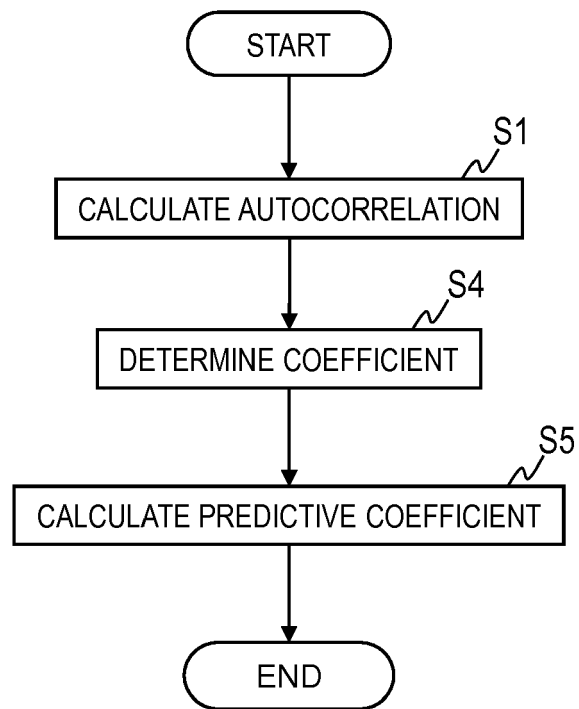 START
S1
CALCULATE AUTOCORRELATION
S4
DETERMINE COEFFICIENT
S5
CALCULATE PREDICTIVE COEFFICIENT
END